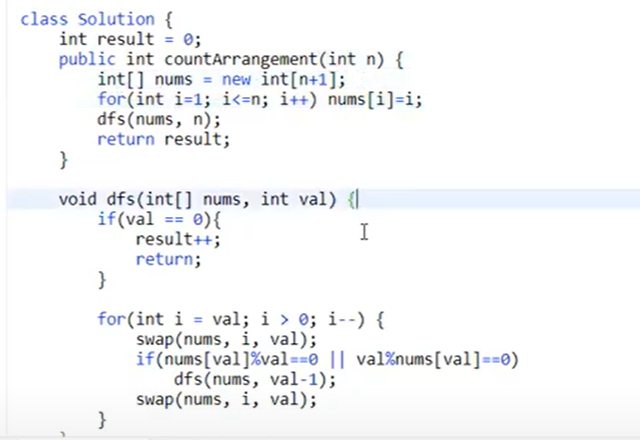 class Solution {
    int result = 0;
    public int countArrangement(int n) {
        int[] nums = new int[n+1];
        for(int i=1; i<=n; i++) nums[i]=i;
        dfs(nums, n);
        return result;
    }

    void dfs(int[] nums, int val) {
        if(val == 0){
            result++;
            return;
        }

        for(int i = val; i > 0; i--) {
            swap(nums, i, val);
            if(nums[val]%val==0 || val%nums[val]==0)
                dfs(nums, val-1);
            swap(nums, i, val);
        }